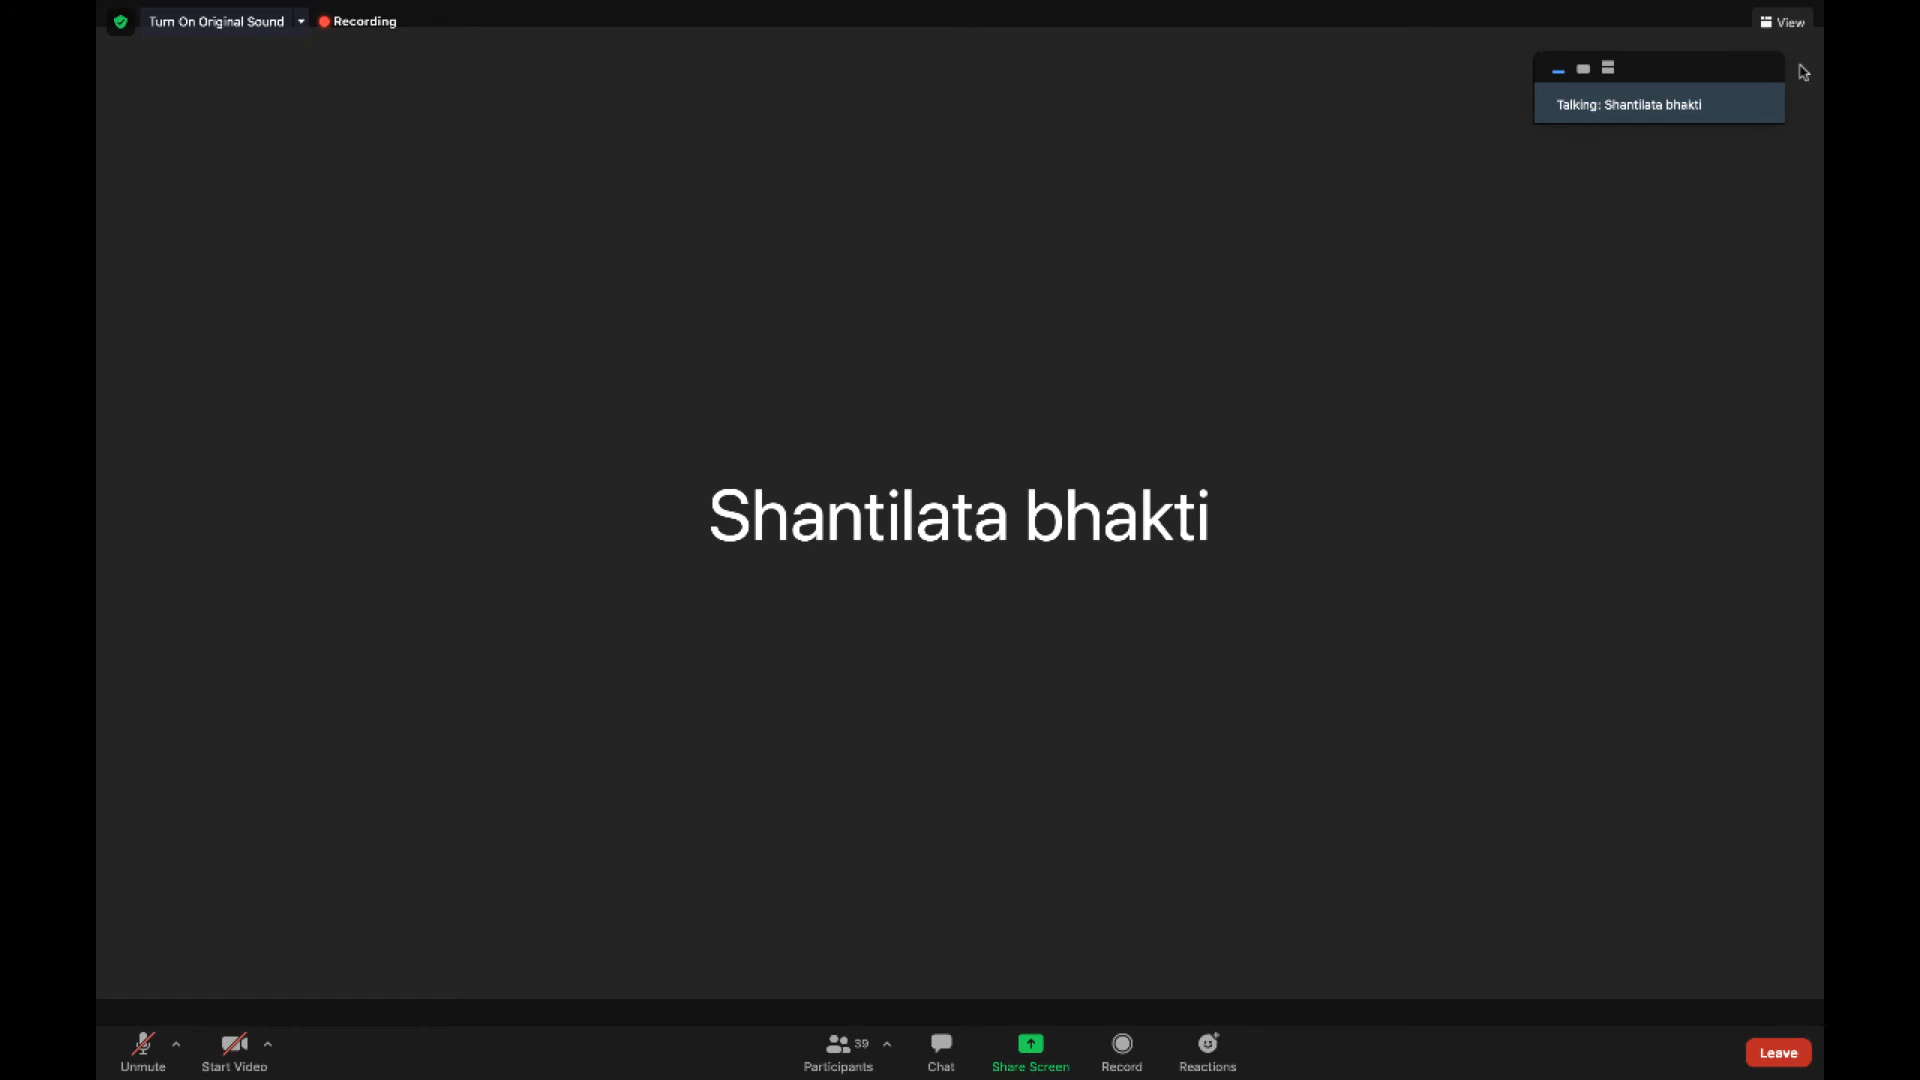 Turn On Original Sound
Recording
View
Talking: Shantilata bhakti
Shantilata bhakti
Unmute
Start Video
39
Participants
Chat
Share Screen
Record
Reactions
Leave